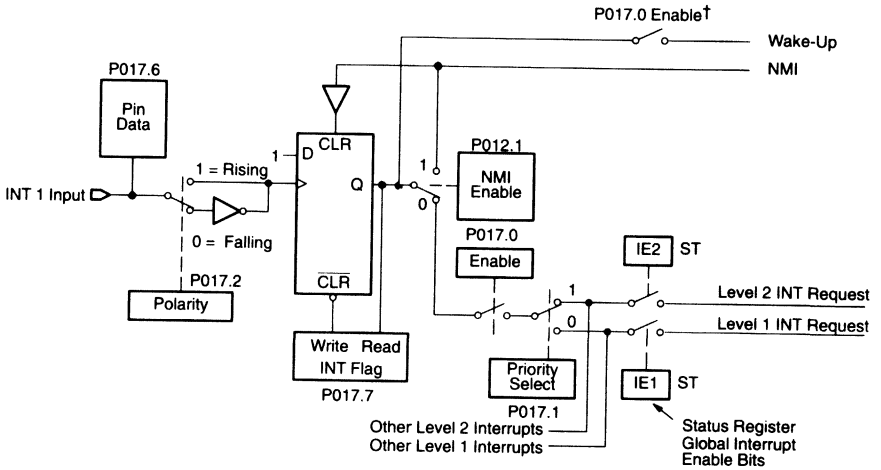 P017.0 Enable†
Wake-Up
NMI
P017.6
Pin
Data
CLR
1
D
P012.1
1 = Rising
1
NMI
Enable
Q
INT 1 Input
0
0 = Falling
P017.0
Enable
IE2 ST
P017.2
CLR
Polarity
1
Level 2 INT Request
0
Level 1 INT Request
Write Read
INT Flag
P017.7
Priority
Select
IE1 ST
P017.1
Other Level 2 Interrupts
Other Level 1 Interrupts
Status Register
Global Interrupt
Enable Bits